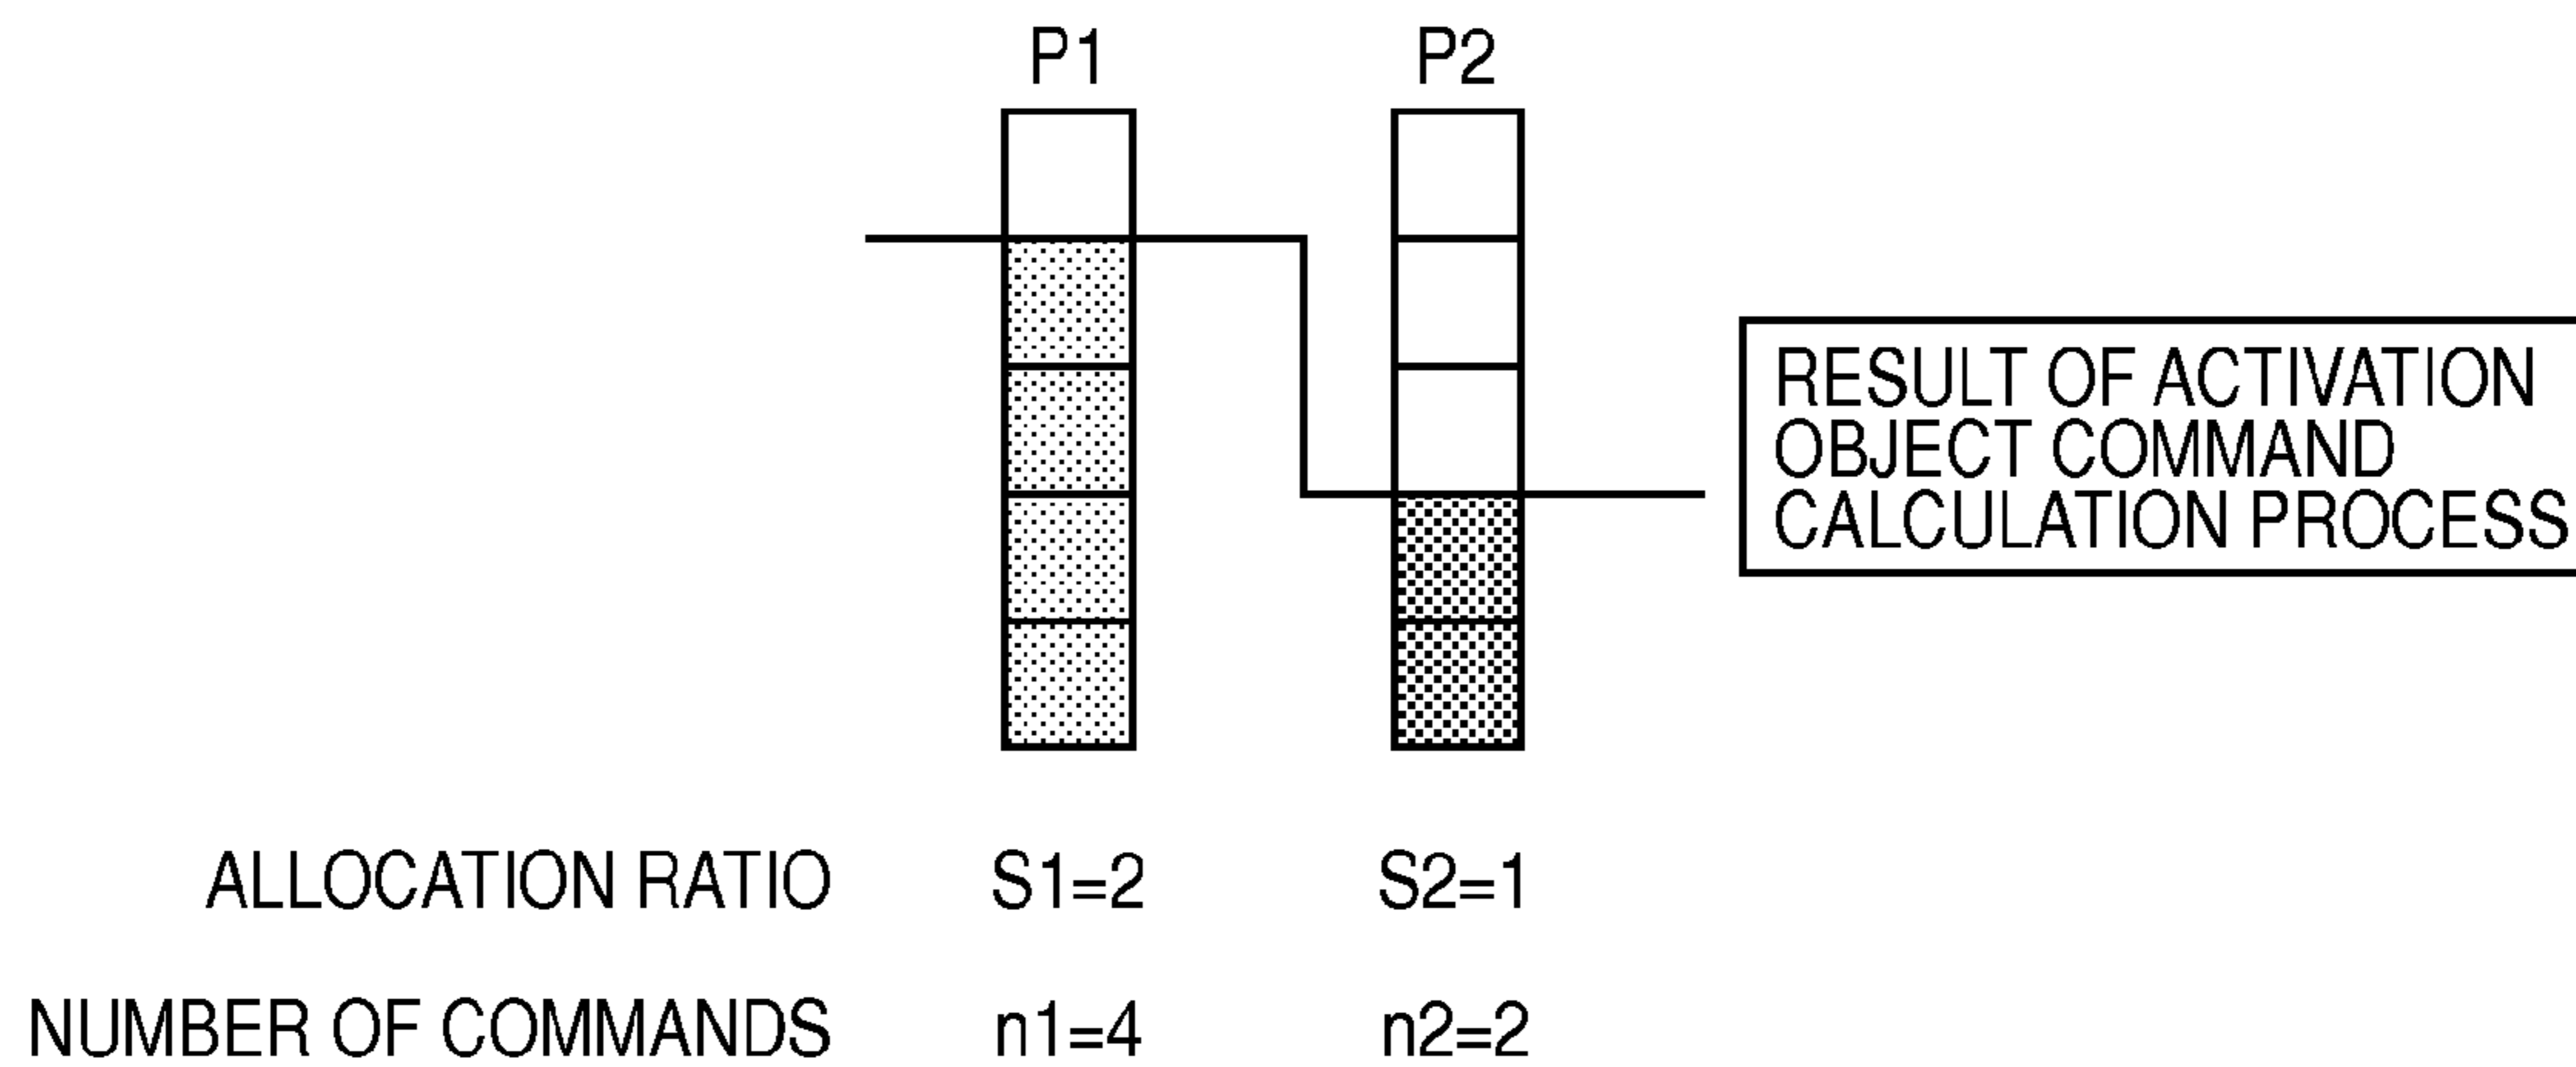 P1 P2
RESULT OF ACTIVATION
OBJECT COMMAND
CALCULATION PROCESS
ALLOCATION RATIO S1=2 S2=1
NUMBER OF COMMANDS n1=4 n2=2